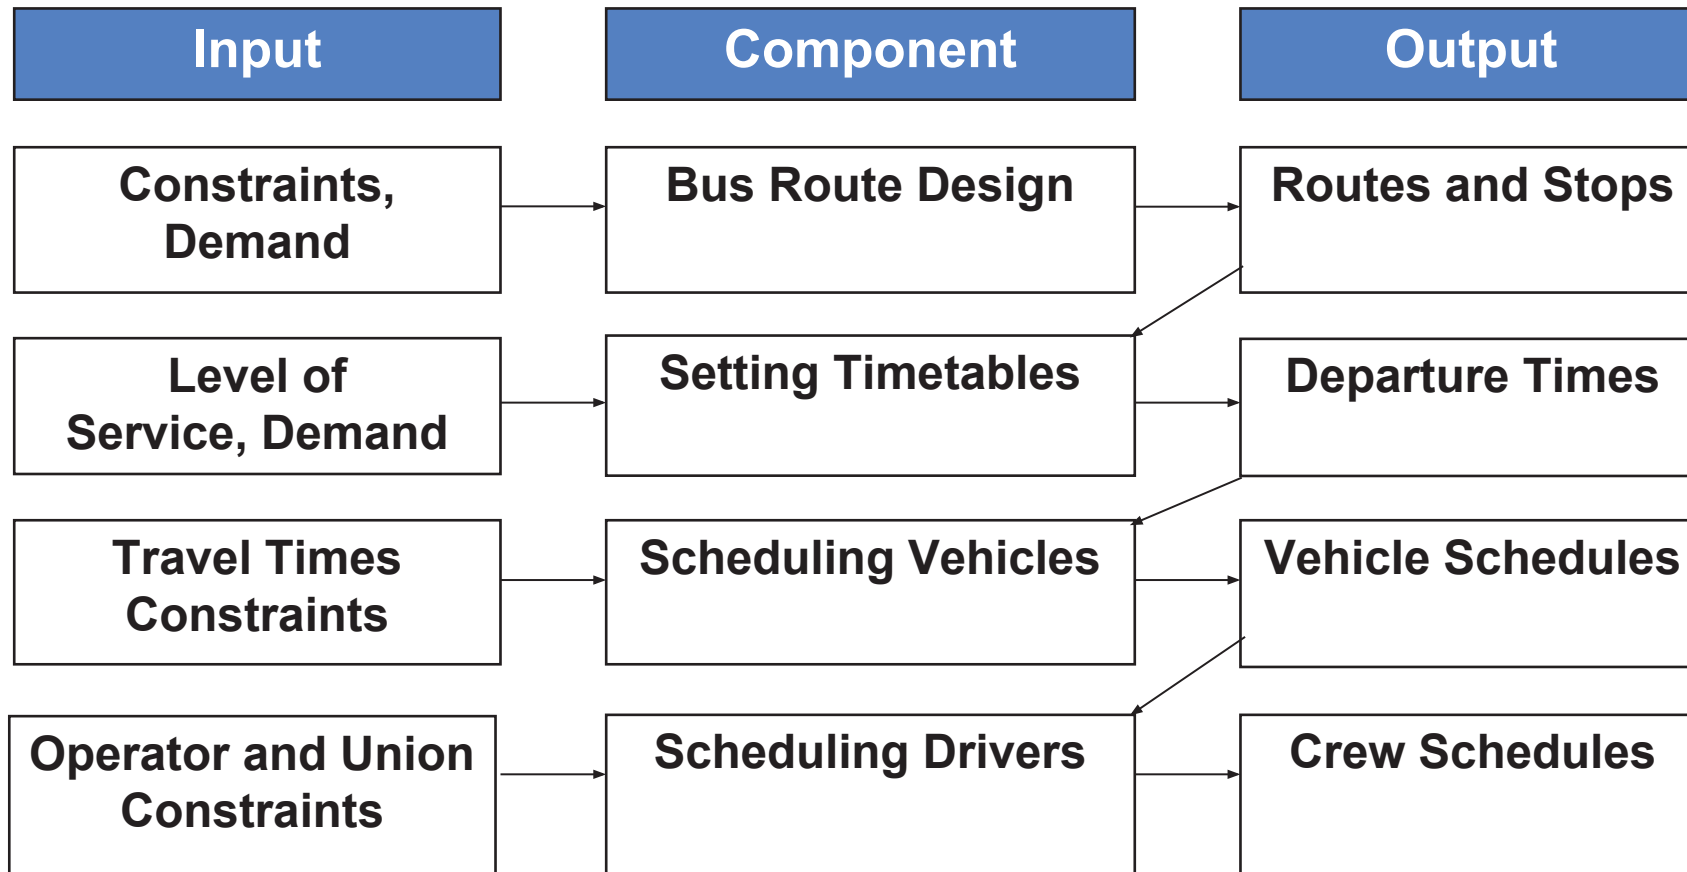 Input
Component
Output
Constraints,
Demand
Bus Route Design
Routes and Stops
Level of
Service, Demand
Setting Timetables
Departure Times
Travel Times
Constraints
Scheduling Vehicles
Vehicle Schedules
Operator and Union
Constraints
Scheduling Drivers
Crew Schedules